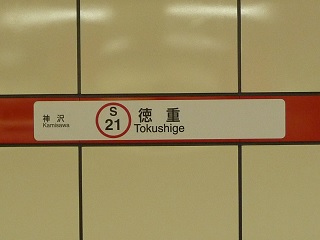 神沢
Kamisawa
S
21
徳重
Tokushige